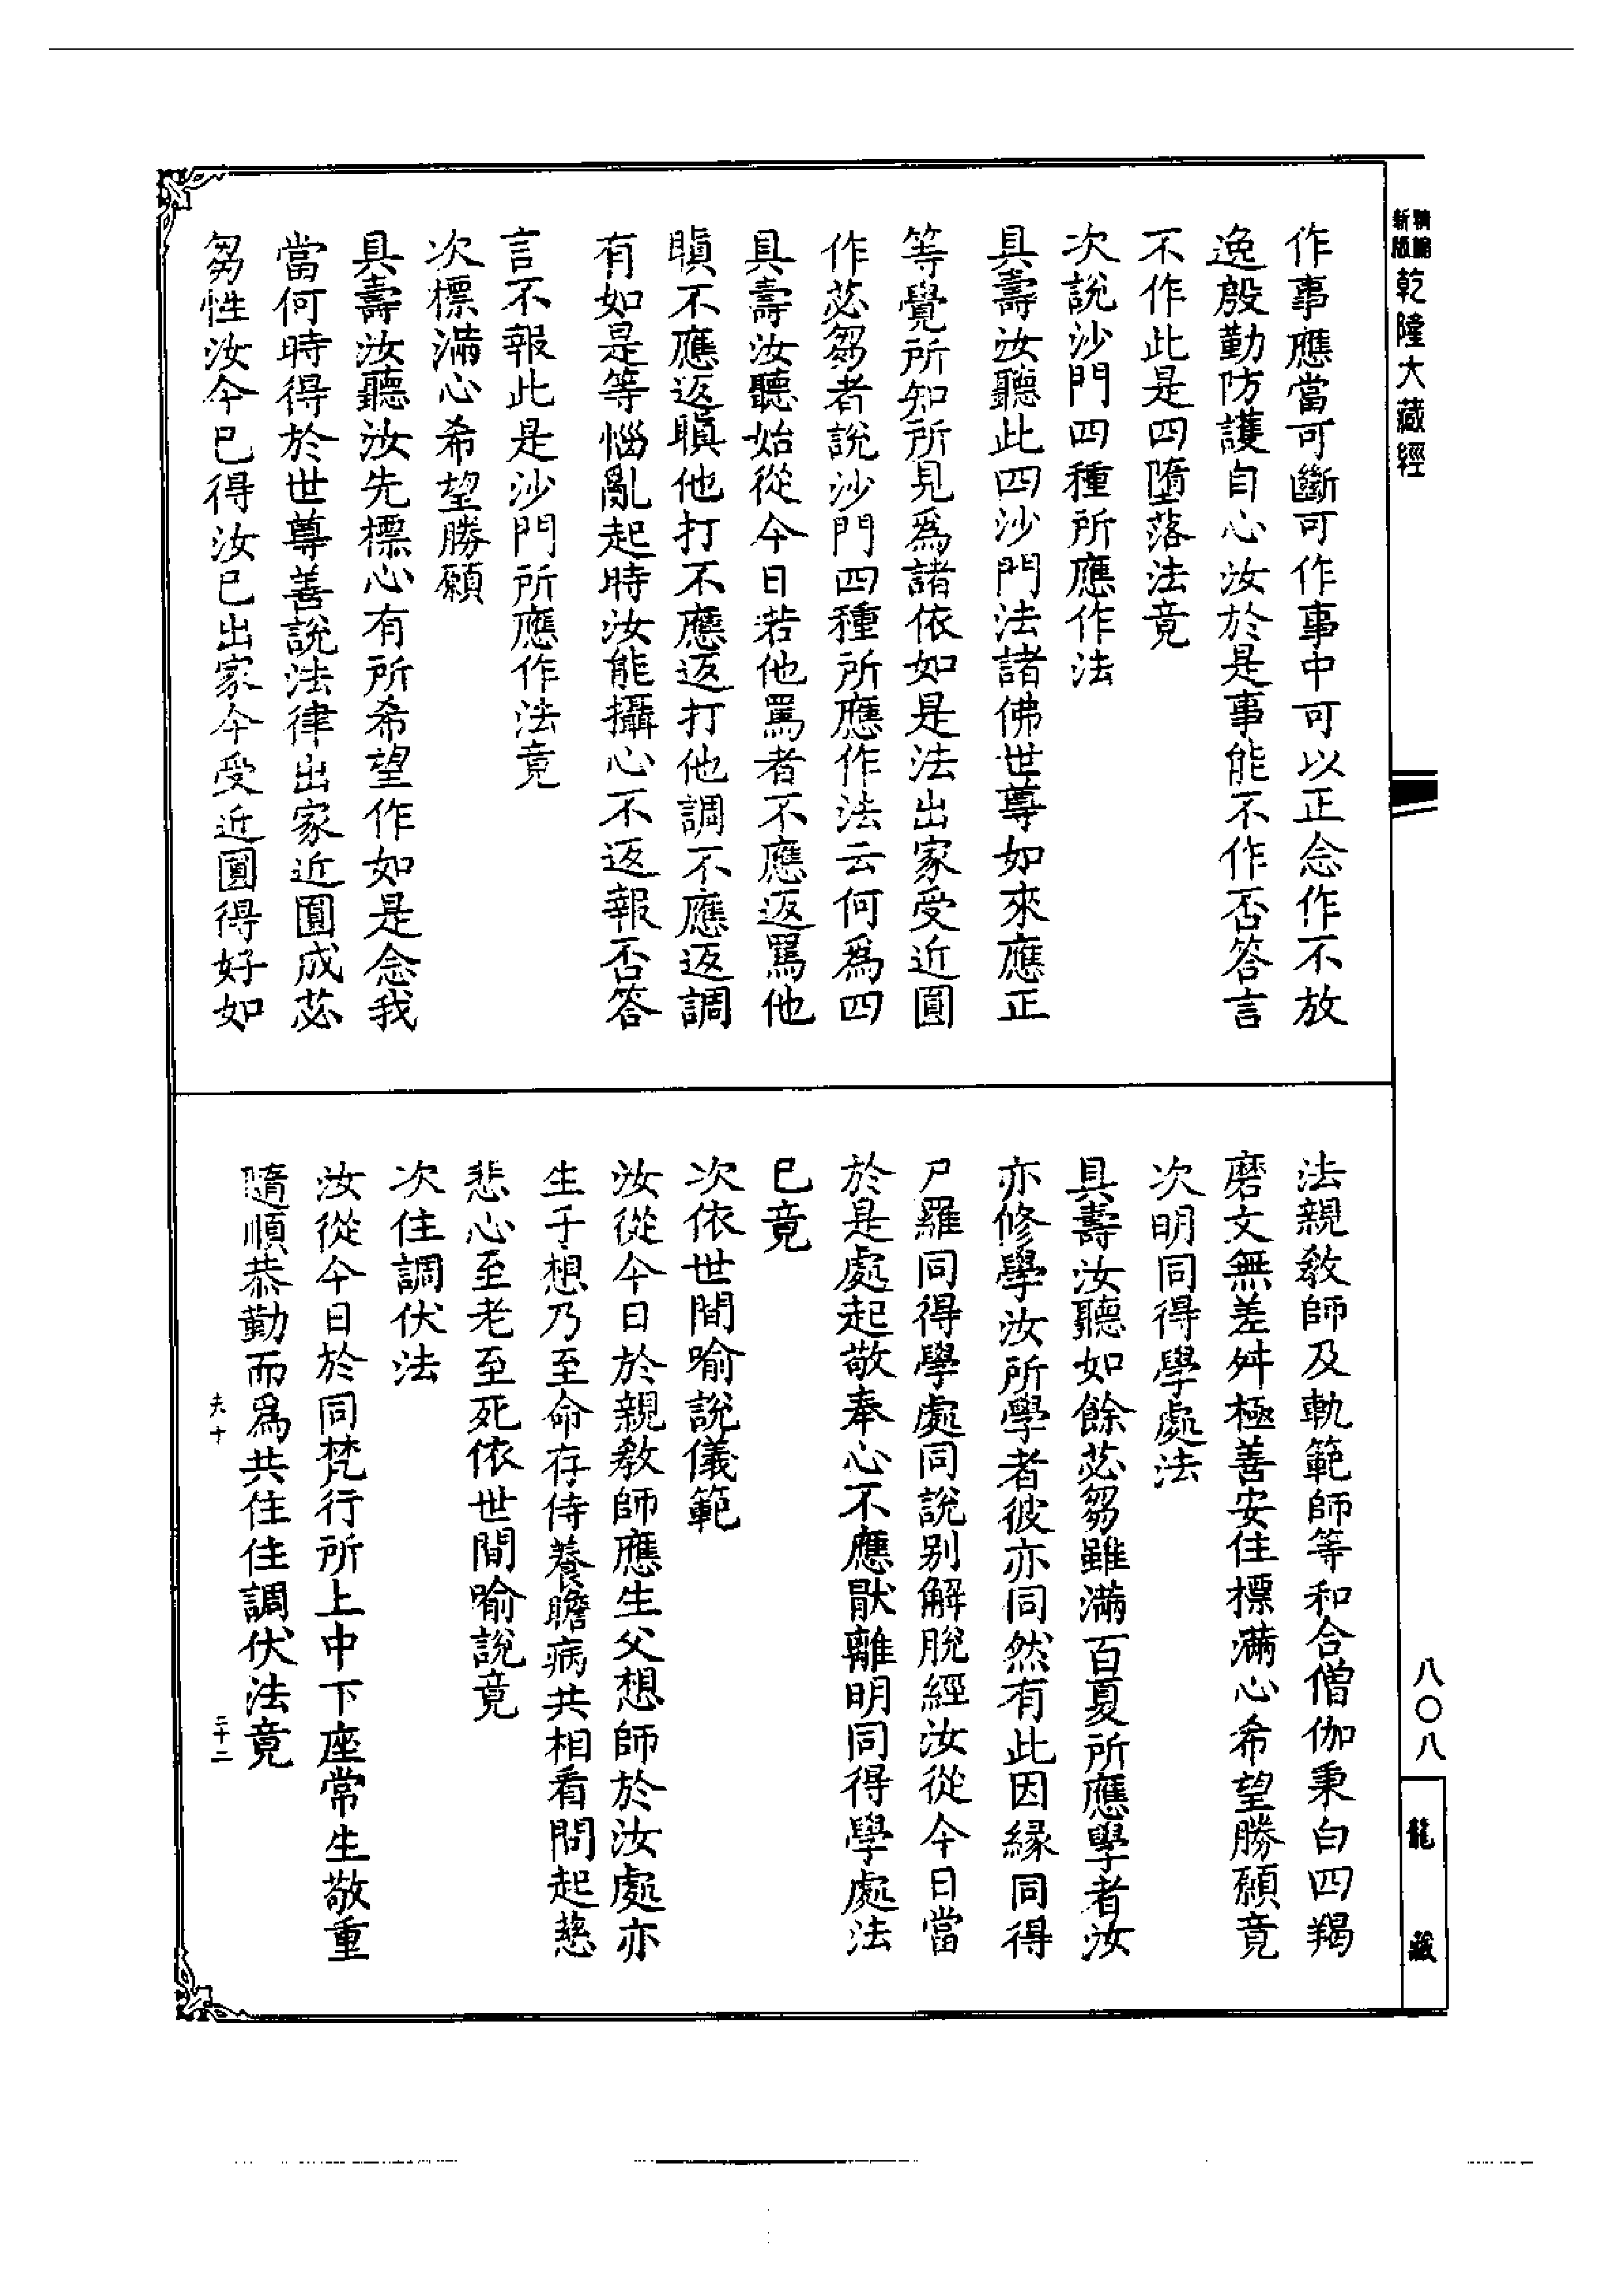 新編
新版
乾隆大藏經
作事應當可斷可作事中可以正念作不放
逸殷勤防護自心汝於是事能不作否答言
不作此是四墮落法竟
次說沙門四種所應作法
具壽汝聽此四沙門法諸佛世尊如來應正
等覺所知所見爲諸依如是法出家受近圓
作苾芻者說沙門四種所應作法云何爲四
具壽汝聽始從今日若他罵者不應返罵他
瞋不應返瞋他打不應返打他調不應返調
有如是等惱亂起時汝能攝心不返報否答
言不報此是沙門所應作法竟
次標滿心希望勝願
具壽汝聽汝先標心有所希望作如是念我
當何時得於世尊善說法律出家近圓成苾
芻性汝今已得汝已出家今受近圓得好如
法親教師及軌範師等和合僧伽秉白四羯
磨文無差舛極善安住標滿心希望勝願竟
次明同得學處法
具壽汝聽如餘苾芻雖滿百夏所應學者汝
亦修學汝所學者彼亦同然有此因緣同得
尸羅同得學處同說别解脫經汝從今日當
於是處起敬奉心不應猒離明同得學處法
已竟
次依世間喻說儀範
汝從今日於親教師應生父想師於汝處亦
生子想乃至命存侍養瞻病共相看問起慈
悲心至老至死依世間喻說竟
次住調伏法
汝從今日於同梵行所上中下座常生敬重
隨順恭勤而爲共住住調伏法竟
夫十
二十二
八〇八
龍藏